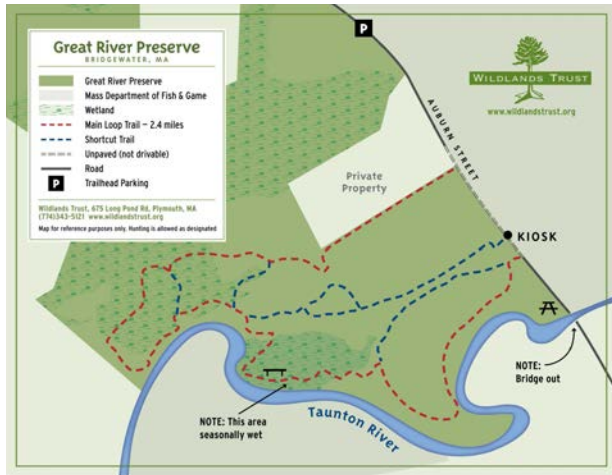 Great River Preserve
BRIDGEWATER, MA
Great River Preserve
Mass Department of Fish & Game
Wetland
Main Loop Trail – 2.4 miles
Shortcut Trail
Unpaved (not drivable)
Road
P Trailhead Parking
Wildlands Trust, 675 Long Pond Rd, Plymouth, MA
(774)343-5121 www.wildlandstrust.org
Map for reference purposes only. Hunting is allowed as designated
P
WILDLANDS TRUST
www.wildlandstrust.org
AUBURN STREET
Private
Property
KIOSK
NOTE:
Bridge out
NOTE: This area
seasonally wet
Taunton River